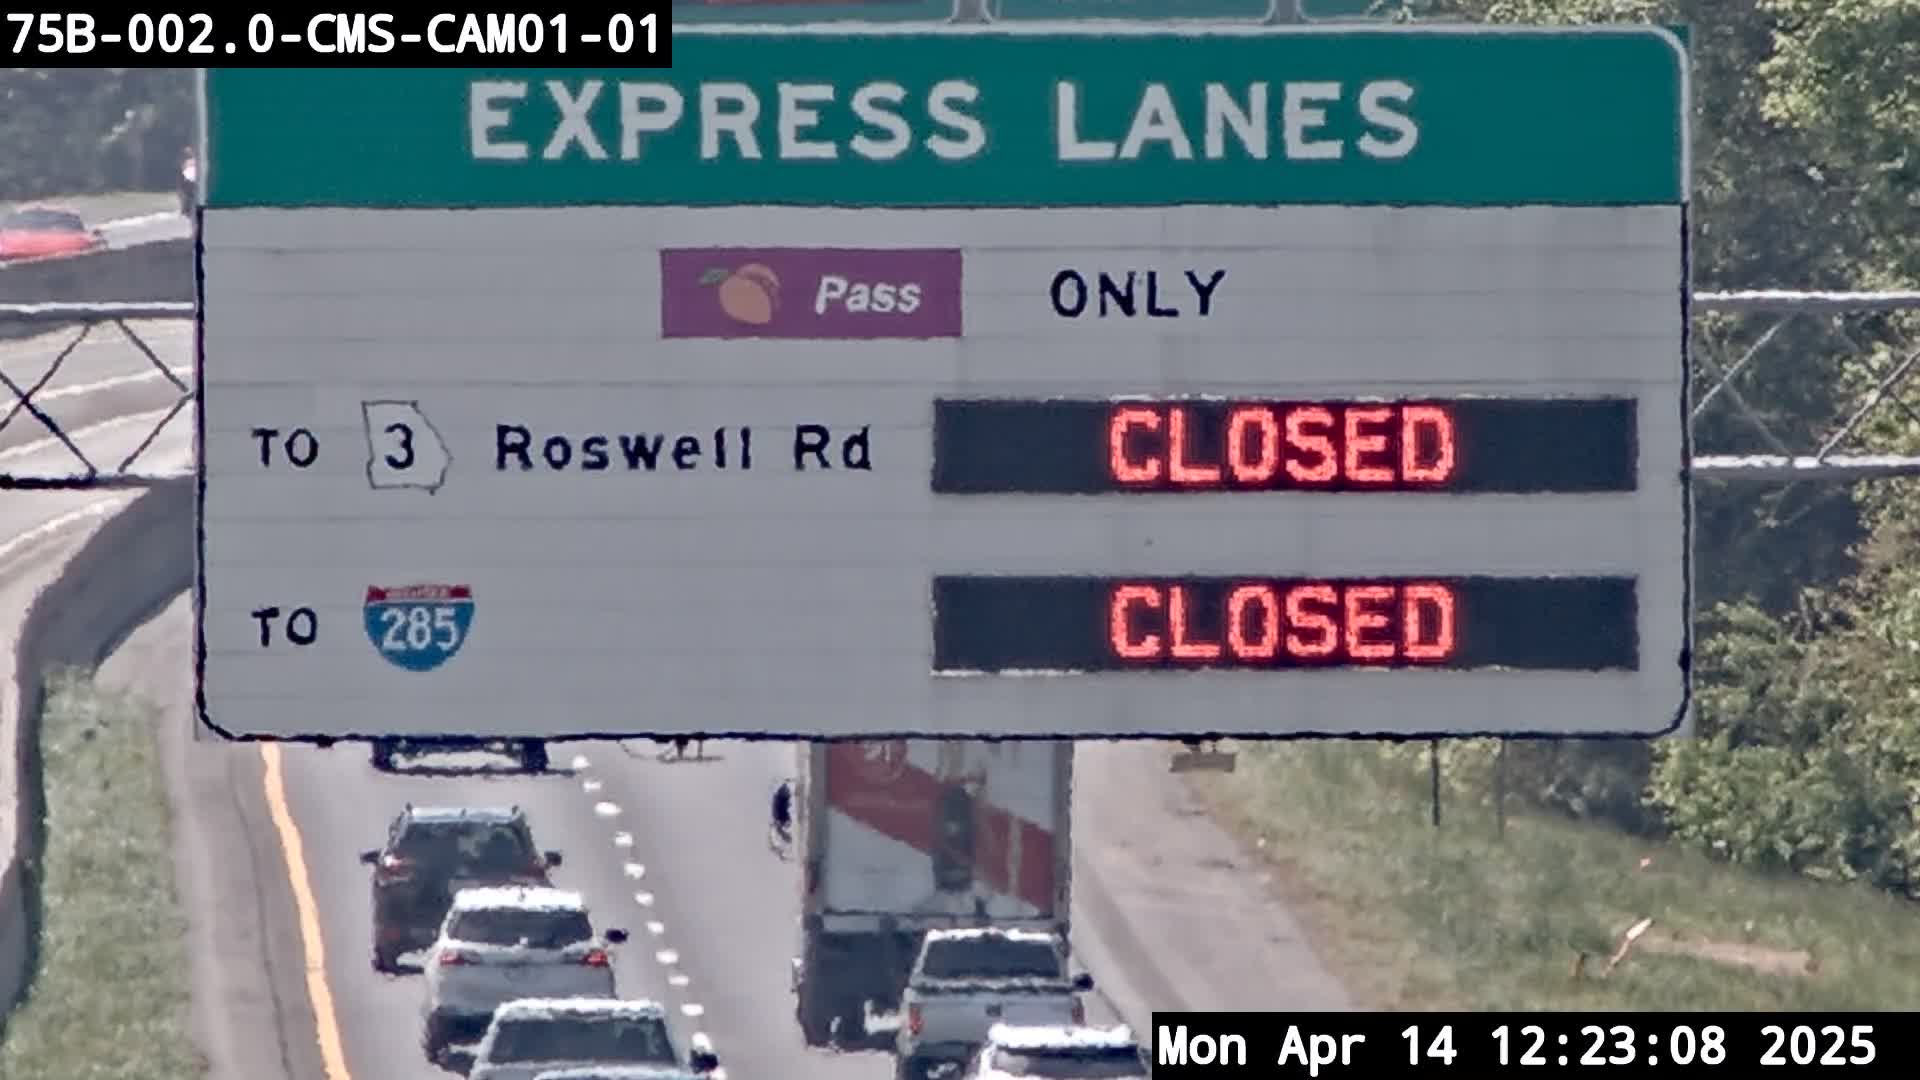 75B-002.0-CMS-CAM01-01
EXPRESS LANES
Pass ONLY
TO 3 Roswell Rd CLOSED
TO 285 CLOSED
Mon Apr 14 12:23:08 2025